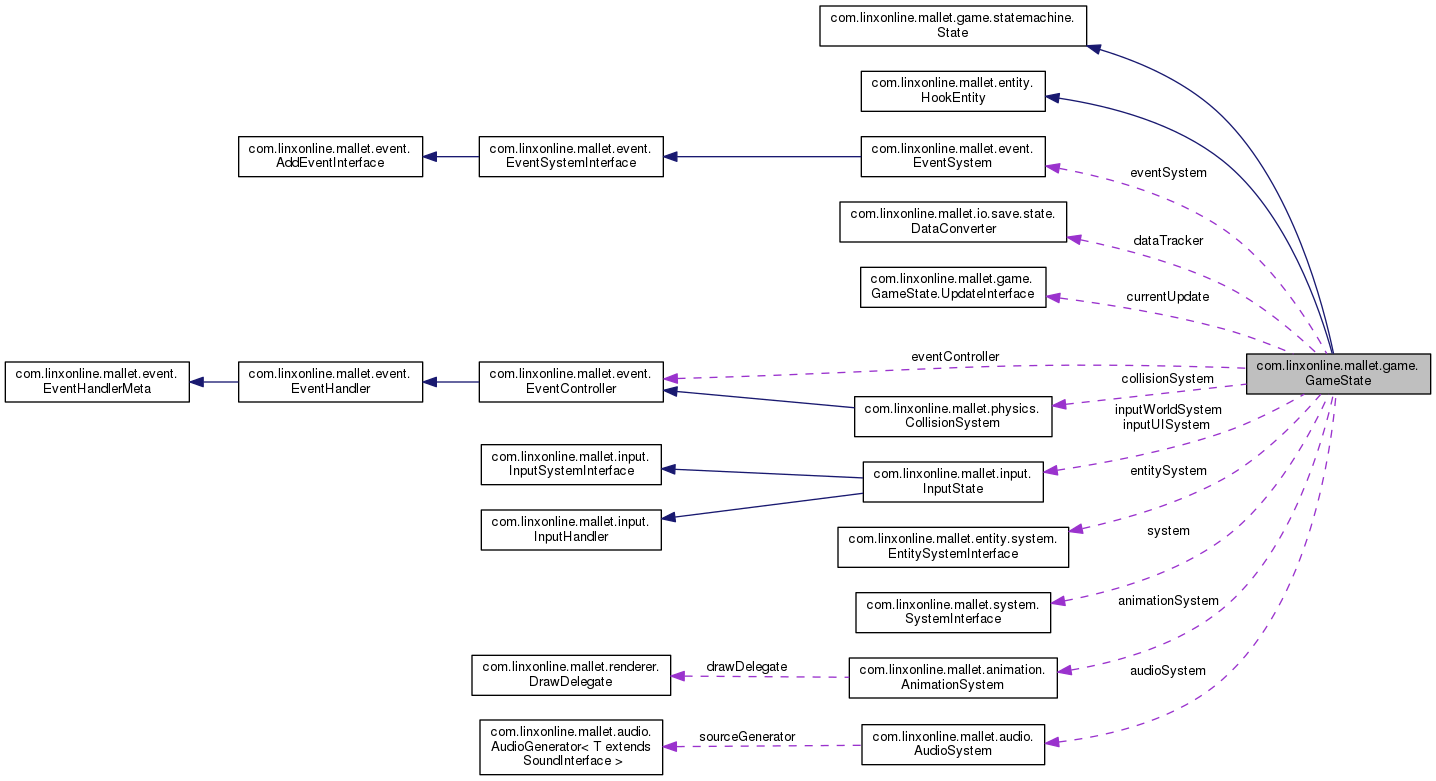 com.linxonline.mallet.game.statemachine.
State
com.linxonline.mallet.entity.
HookEntity
com.linxonline.mallet.event.
AddEventInterface
com.linxonline.mallet.event.
EventSystemInterface
com.linxonline.mallet.event.
EventSystem
eventSystem
com.linxonline.mallet.io.save.state.
DataConverter
dataTracker
com.linxonline.mallet.game.
GameState.UpdateInterface
currentUpdate
com.linxonline.mallet.event.
EventHandlerMeta
com.linxonline.mallet.event.
EventHandler
com.linxonline.mallet.event.
EventController
eventController
com.linxonline.mallet.game.
GameState
collisionSystem
com.linxonline.mallet.physics.
CollisionSystem
inputWorldSystem
inputUISystem
com.linxonline.mallet.input.
InputSystemInterface
com.linxonline.mallet.input.
InputState
entitySystem
com.linxonline.mallet.input.
InputHandler
com.linxonline.mallet.entity.system.
EntitySystemInterface
system
com.linxonline.mallet.system.
SystemInterface
animationSystem
com.linxonline.mallet.renderer.
DrawDelegate
drawDelegate
com.linxonline.mallet.animation.
AnimationSystem
audioSystem
com.linxonline.mallet.audio.
AudioGenerator< T extends
SoundInterface >
sourceGenerator
com.linxonline.mallet.audio.
AudioSystem